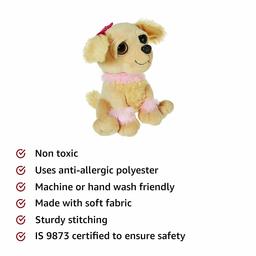 Non toxic
Uses anti-allergic polyester
Machine or hand wash friendly
Made with soft fabric
Sturdy stitching
IS 9873 certified to ensure safety